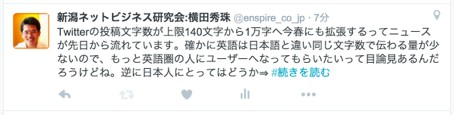 新潟ネットビジネス研究会:横田秀珠 @enspire_co_jp・7分
Twitterの投稿文字数が上限140文字から1万字へ今春にも拡張するってニュース
が先日から流れています。確かに英語は日本語と違い同じ文字数で伝わる量が少
ないので、もっと英語圏の人にユーザーへなってもらいたいって目論見あるんだ
ろうけどね。逆に日本人にとってはどうか⇒ #続きを読む